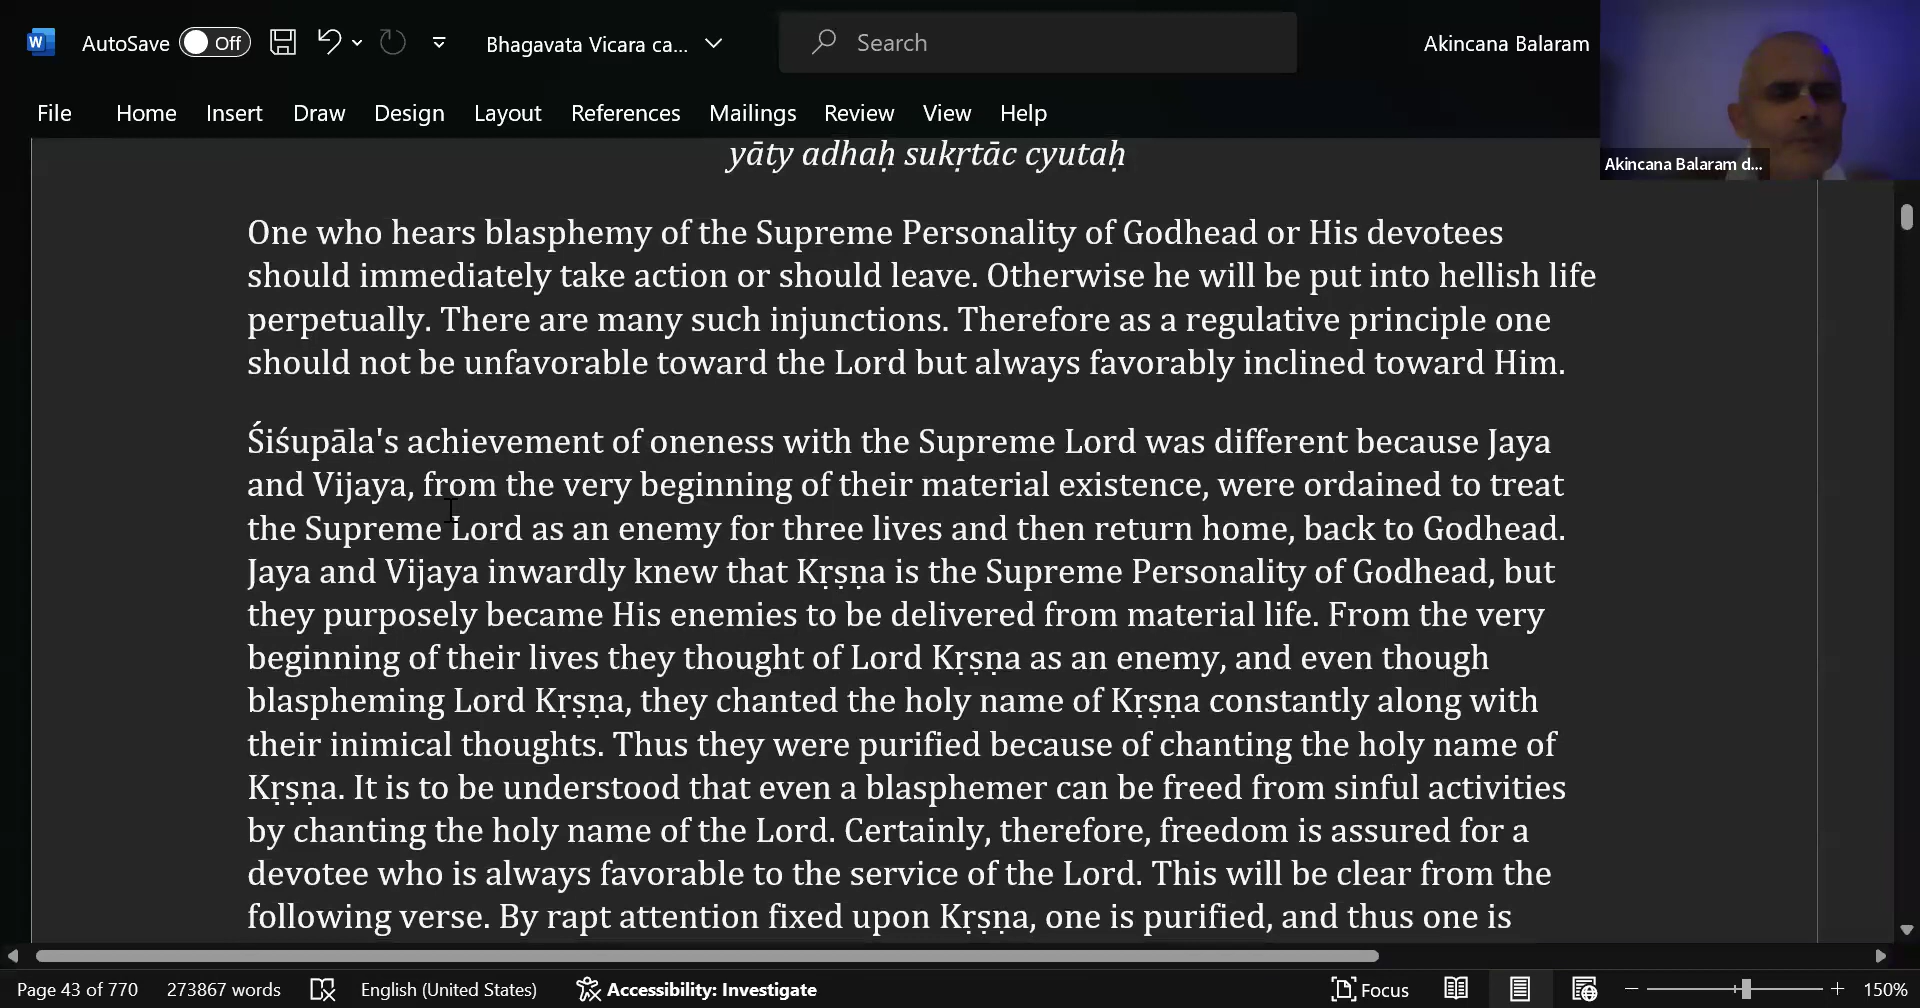 W AutoSave Off Bhagavata Vicara ca... Search Akincana Balaram
File Home Insert Draw Design Layout References Mailings Review View Help
Akincana Balaram d...
yāty adhaḥ sukṛtāc cyutaḥ
One who hears blasphemy of the Supreme Personality of Godhead or His devotees
should immediately take action or should leave. Otherwise he will be put into hellish life
perpetually. There are many such injunctions. Therefore as a regulative principle one
should not be unfavorable toward the Lord but always favorably inclined toward Him.
Śiśupāla's achievement of oneness with the Supreme Lord was different because Jaya
and Vijaya, from the very beginning of their material existence, were ordained to treat
the Supreme Lord as an enemy for three lives and then return home, back to Godhead.
Jaya and Vijaya inwardly knew that Kṛṣṇa is the Supreme Personality of Godhead, but
they purposely became His enemies to be delivered from material life. From the very
beginning of their lives they thought of Lord Kṛṣṇa as an enemy, and even though
blaspheming Lord Kṛṣṇa, they chanted the holy name of Kṛṣṇa constantly along with
their inimical thoughts. Thus they were purified because of chanting the holy name of
Kṛṣṇa. It is to be understood that even a blasphemer can be freed from sinful activities
by chanting the holy name of the Lord. Certainly, therefore, freedom is assured for a
devotee who is always favorable to the service of the Lord. This will be clear from the
following verse. By rapt attention fixed upon Kṛṣṇa, one is purified, and thus one is
Page 43 of 770 273867 words English (United States) Accessibility: Investigate Focus 150%